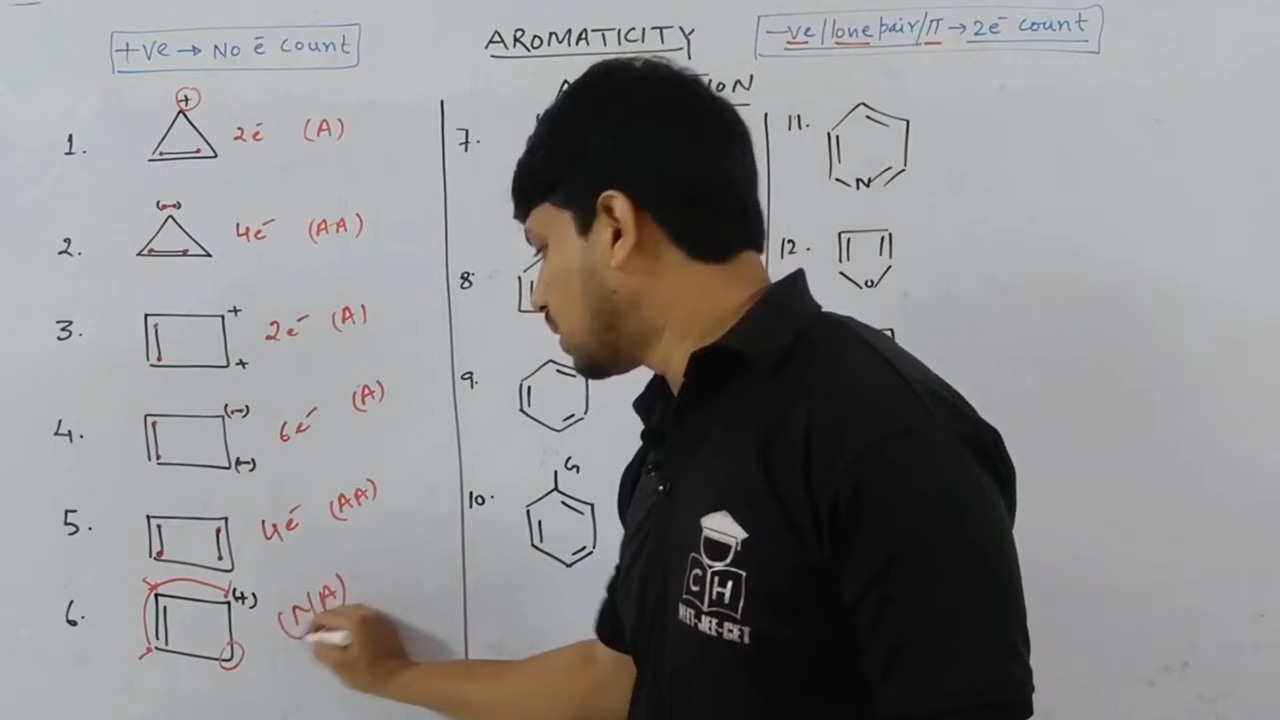 +ve → No ē count
AROMATICITY
-ve/lone pair/π → 2ē count
1.
+
2ē (A)
2.
(-)
4ē (AA)
3.
+
+
2ē (A)
4.
(-)
(-)
6ē (A)
5.
4ē (AA)
6.
(+)
(NA)
7.
8.
9.
10.
G
11.
N
12.
O
CH
NEET-JEE-CET